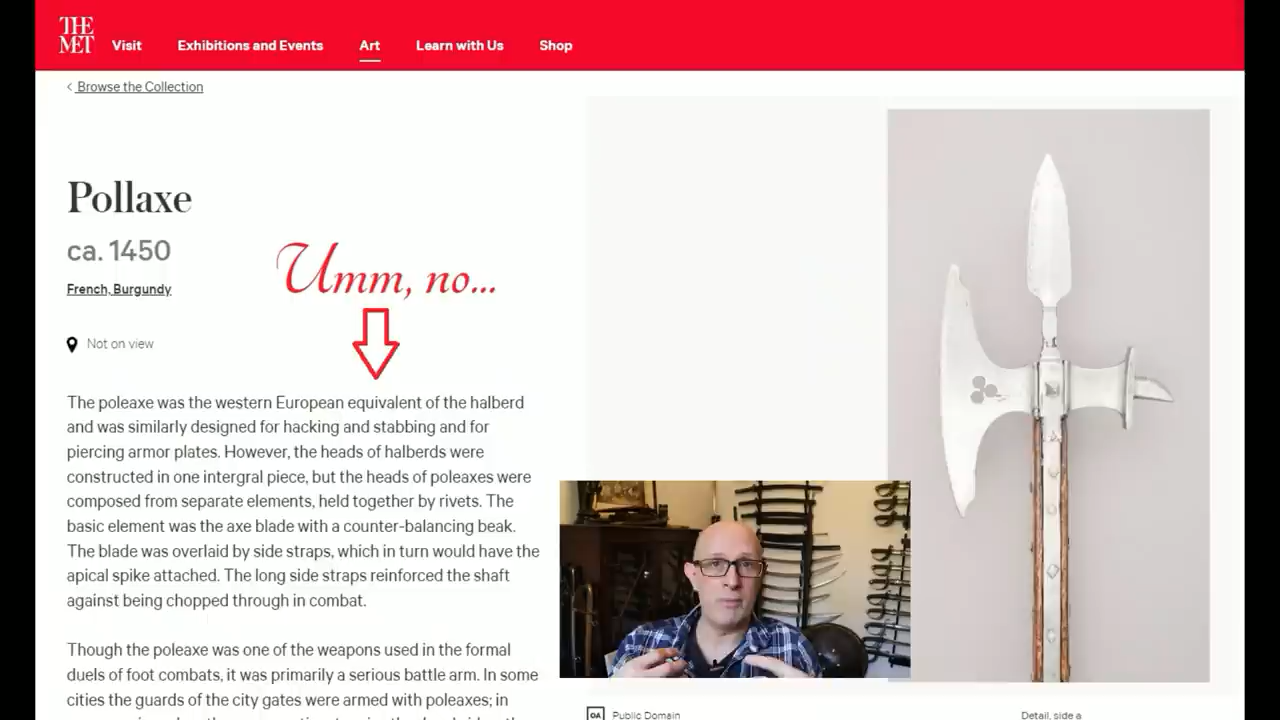 THE
MET
Visit
Exhibitions and Events
Art
Learn with Us
Shop
< Browse the Collection
Pollaxe
ca. 1450
French, Burgundy
Umm, no...
Not on view
The poleaxe was the western European equivalent of the halberd
and was similarly designed for hacking and stabbing and for
piercing armor plates. However, the heads of halberds were
constructed in one intergral piece, but the heads of poleaxes were
composed from separate elements, held together by rivets. The
basic element was the axe blade with a counter-balancing beak.
The blade was overlaid by side straps, which in turn would have the
apical spike attached. The long side straps reinforced the shaft
against being chopped through in combat.
Though the poleaxe was one of the weapons used in the formal
duels of foot combats, it was primarily a serious battle arm. In some
cities the guards of the city gates were armed with poleaxes; in
OA Public Domain
Detail, side a